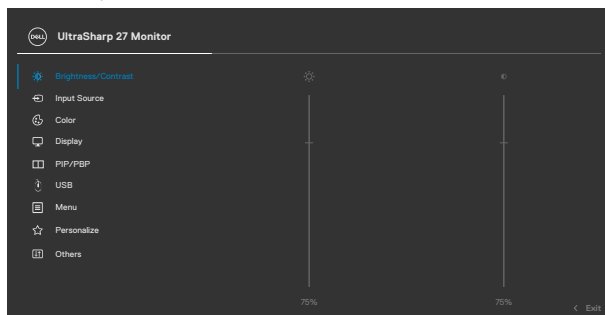 DELL
UltraSharp 27 Monitor
Brightness/Contrast
Input Source
Color
Display
PIP/PBP
USB
Menu
Personalize
Others
75%
75%
Exit